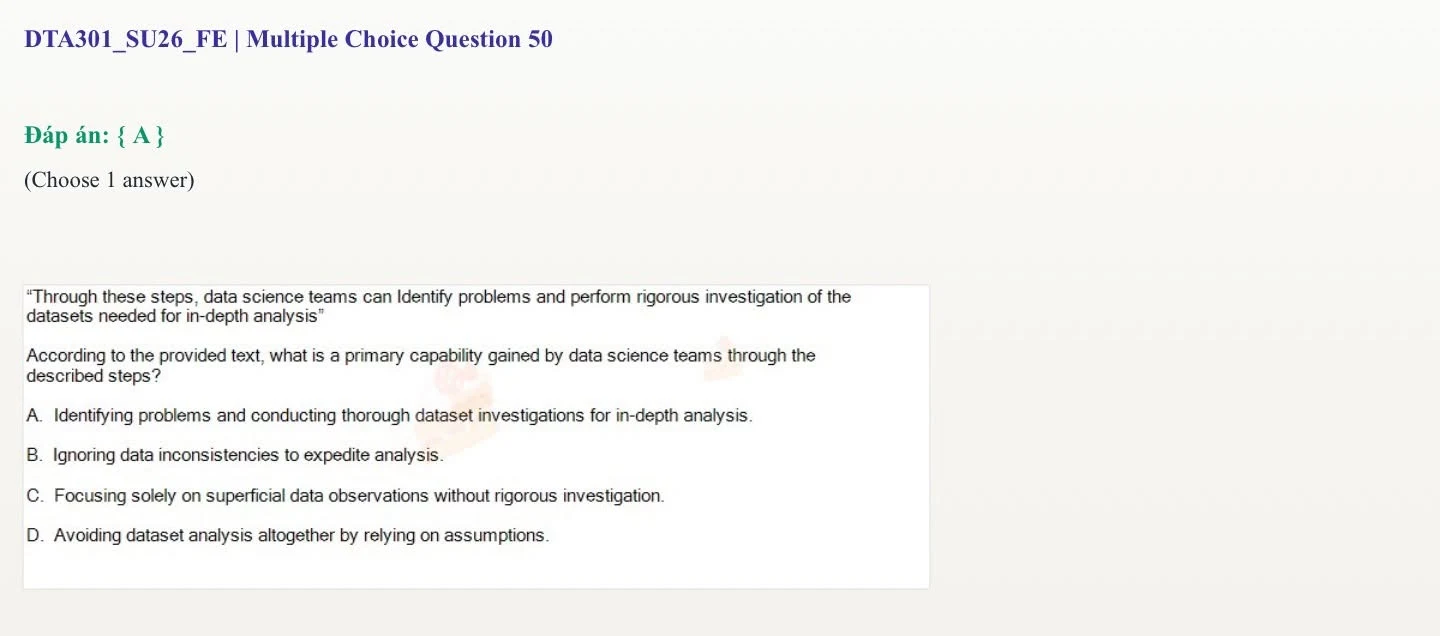 DTA301_SU26_FE | Multiple Choice Question 50
Đáp án: { A }
(Choose 1 answer)
“Through these steps, data science teams can Identify problems and perform rigorous investigation of the
datasets needed for in-depth analysis”
According to the provided text, what is a primary capability gained by data science teams through the
described steps?
A. Identifying problems and conducting thorough dataset investigations for in-depth analysis.
B. Ignoring data inconsistencies to expedite analysis.
C. Focusing solely on superficial data observations without rigorous investigation.
D. Avoiding dataset analysis altogether by relying on assumptions.